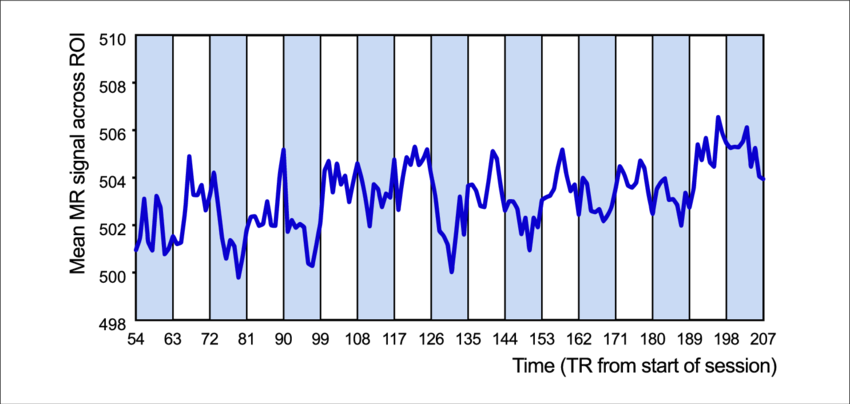 Mean MR signal across ROI
510
508
506
504
502
500
498
54 63 72 81 90 99 108 117 126 135 144 153 162 171 180 189 198 207
Time (TR from start of session)